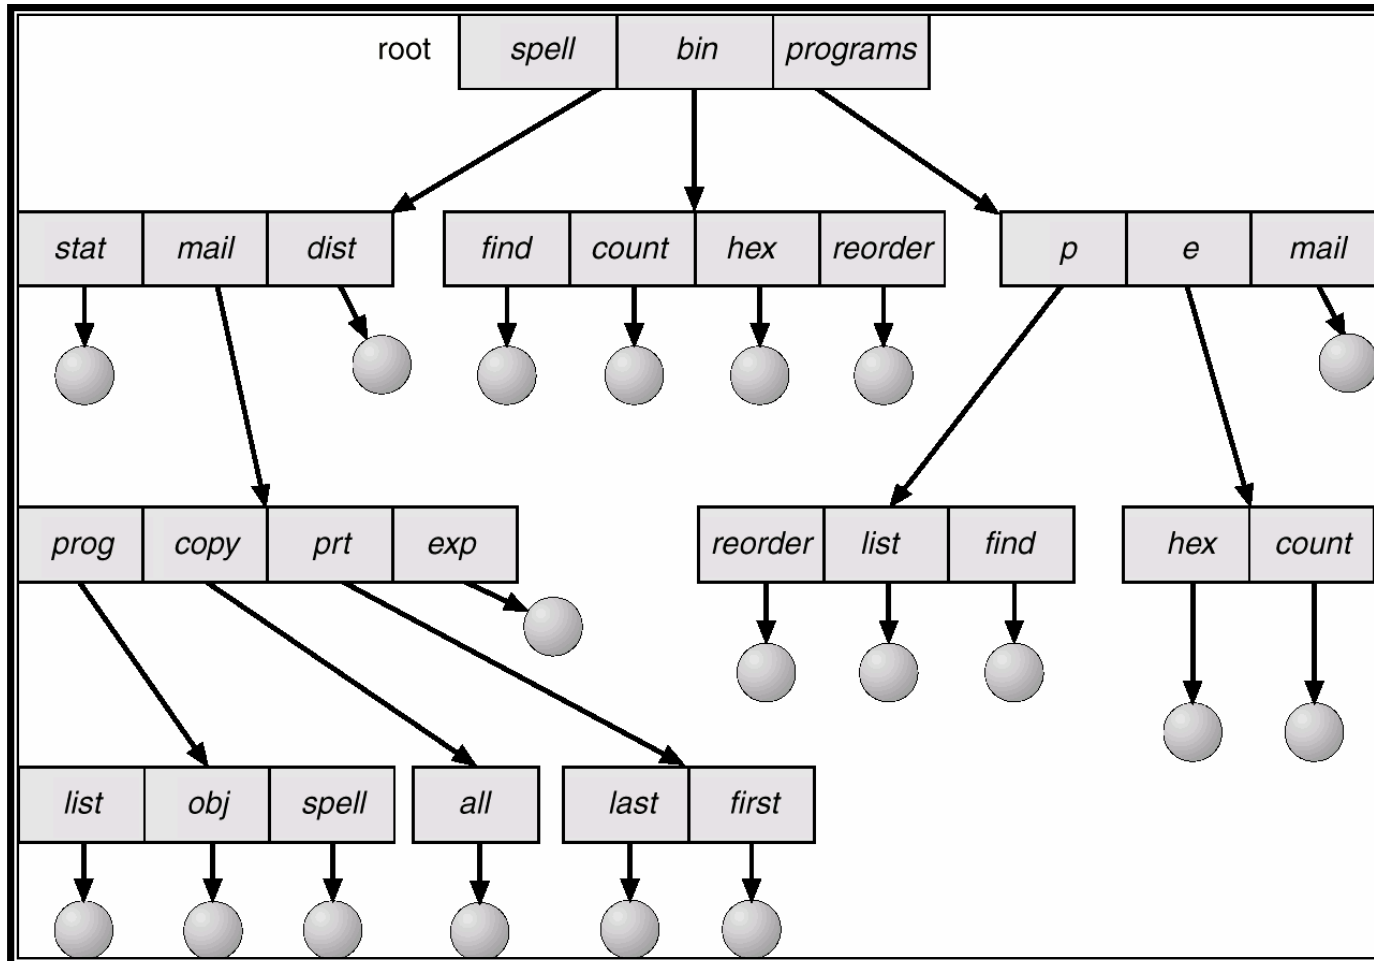 root spell bin programs
stat mail dist find count hex reorder p e mail
prog copy prt exp reorder list find hex count
list obj spell all last first